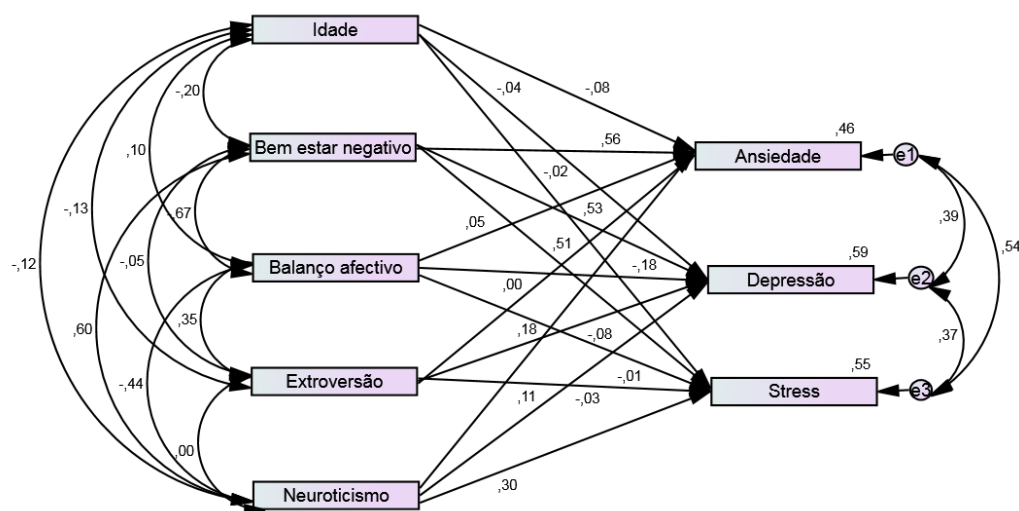 Idade
-,20
-,04
-,08
Bem estar negativo
,56
,46
Ansiedade
e1
,10
-,02
-,13
,67
,53
,39
,05
,51
-,12
-,05
Balanço afectivo
-,18
,59
Depressão
e2
,54
,00
,60
,35
,18
-,08
,37
-,44
Extroversão
-,01
,55
Stress
e3
,11
-,03
,00
Neuroticismo
,30